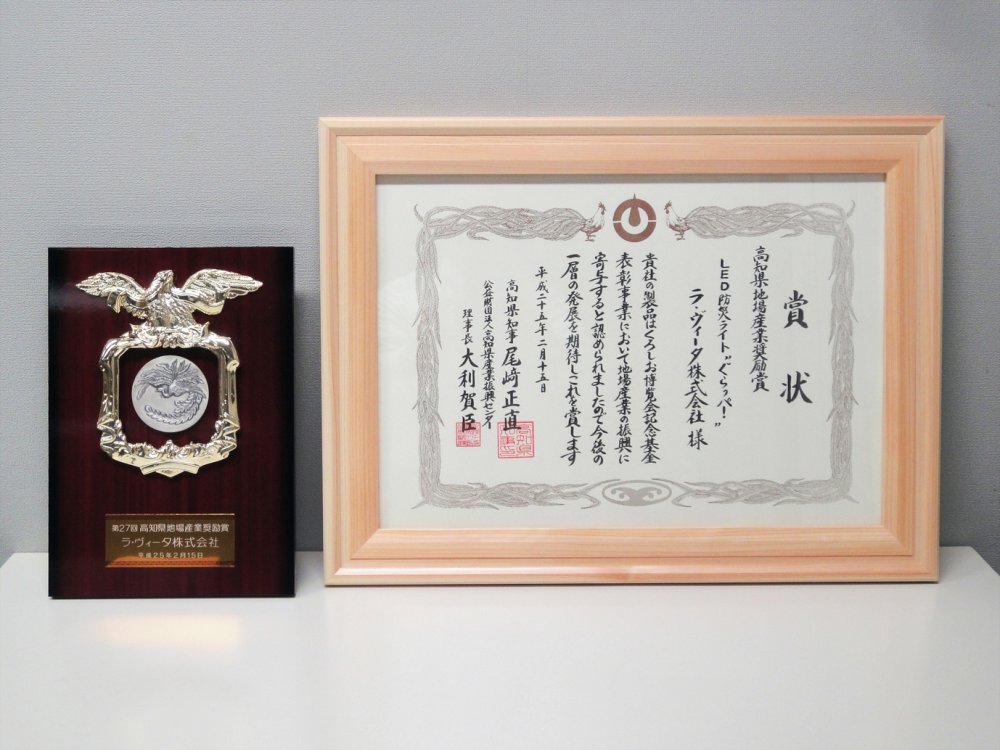 第27回 高知県地場産業奨励賞
ラ・ヴィータ株式会社
平成25年2月15日
賞状
高知県地場産業奨励賞
LED防犯ライト“ぐらっぺ!”
ラ・ヴィータ株式会社 様
貴社の製品はくろしお博覧会記念基金
表彰事業において地場産業の振興に
寄与すると認められましたので今後の
一層の発展を期待しこれを賞します
平成二十五年二月十五日
高知県知事 尾﨑正直
公益財団法人高知県産業振興センター
理事長 大利賀臣